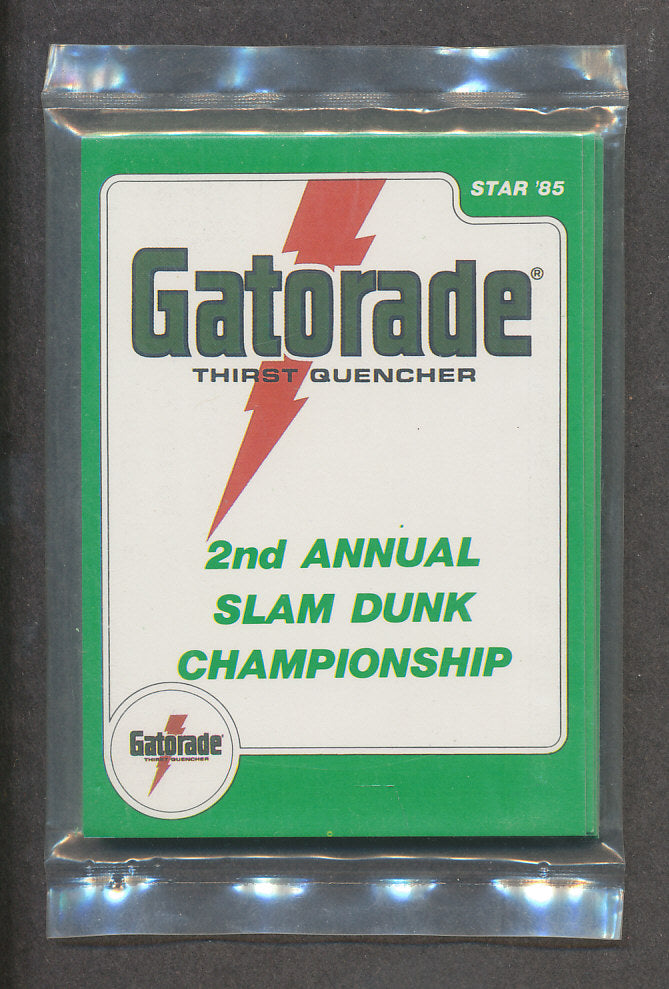 STAR '85
Gatorade®
THIRST QUENCHER
2nd ANNUAL
SLAM DUNK
CHAMPIONSHIP
Gatorade
THIRST QUENCHER